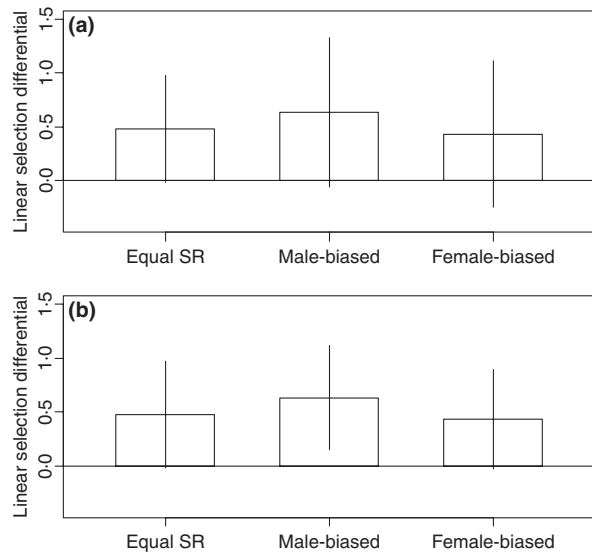 (a)
Linear selection differential
1·5
1·0
0·5
0·0
Equal SR Male-biased Female-biased
(b)
Linear selection differential
1·5
1·0
0·5
0·0
Equal SR Male-biased Female-biased